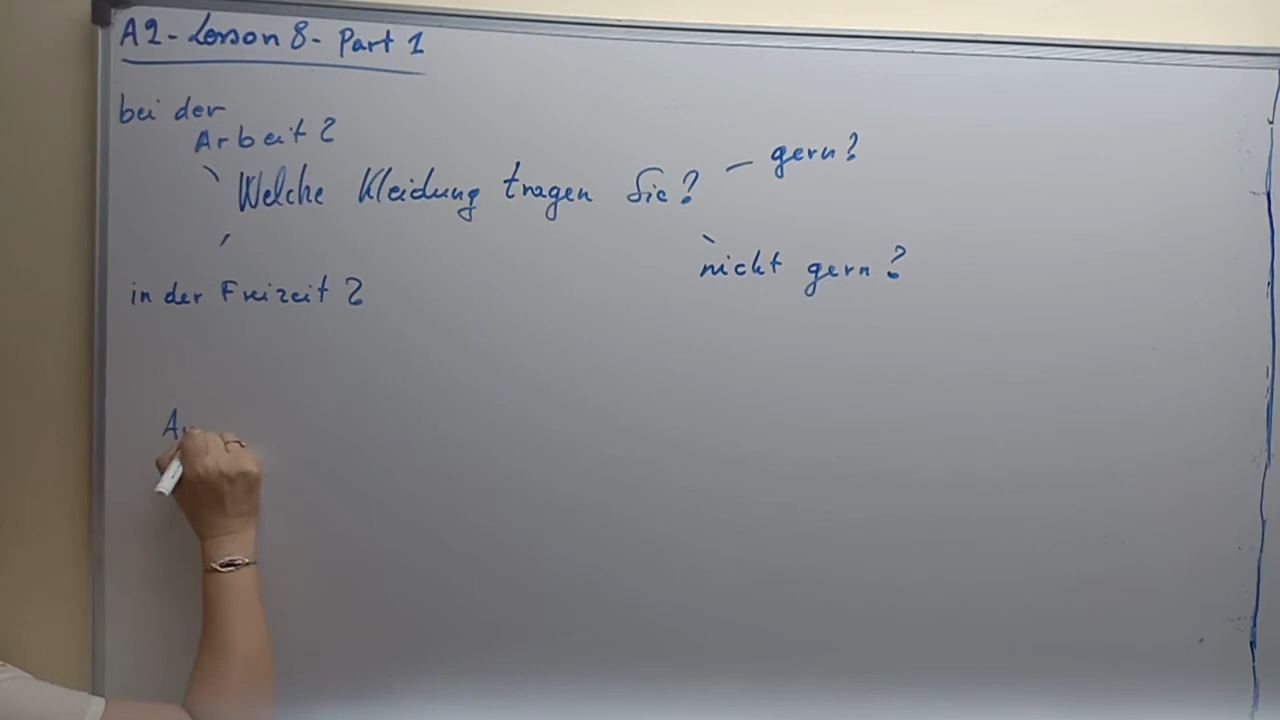 A2 - Lesson 8 - Part 1
bei der
Arbeit?
Welche Kleidung tragen Sie?
- gern?
nicht gern?
in der Freizeit?